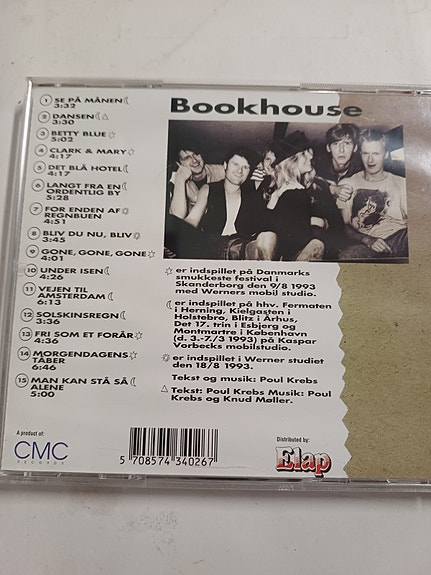 Bookhouse
1 SE PÅ MÅNEN
3:32
2 DANSEN
3:30
3 BETTY BLUE
5:02
4 CLARK & MARY
4:17
5 DET BLÅ HOTEL
4:17
6 LANGT FRA EN
ORDENTLIG BY
5:28
7 FOR ENDEN AF
REGNBUEN
4:51
8 BLIV DU NU, BLIV
3:45
9 GONE, GONE, GONE
4:01
10 UNDER ISEN
4:26
11 VEJEN TIL
AMSTERDAM
6:13
12 SOLSKINSREGN
3:36
13 FRI SOM ET FORÅR
4:36
14 MORGENDAGENS
TABER
6:46
15 MAN KAN STÅ SÅ
ALENE
5:00
er indspillet på Danmarks
smukkeste festival i
Skanderborg den 9/8 1993
med Werners mobil studio.
er indspillet på hhv. Fermaten
i Herning, Kielgasten i
Holstebro, Blitz i Århus,
Det 17. trin i Esbjerg og
Montmartre i København
(d. 3.-7./3 1993) på Kaspar
Vorbecks mobilstudio.
er indspillet i Werner studiet
den 18/8 1993.
Tekst og musik: Poul Krebs
Tekst: Poul Krebs Musik: Poul
Krebs og Knud Møller.
A product of:
CMC
RECORDS
5 708574 340267
Distributed by:
Elap